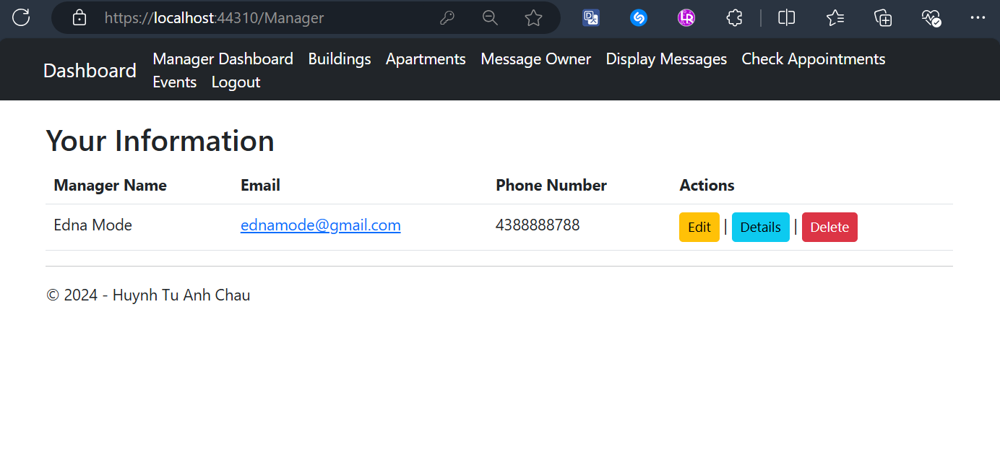 https://localhost:44310/Manager
Dashboard
Manager Dashboard Buildings Apartments Message Owner Display Messages Check Appointments
Events Logout
Your Information
Manager Name Email Phone Number Actions
Edna Mode ednamode@gmail.com 4388888788 Edit | Details | Delete
© 2024 - Huynh Tu Anh Chau